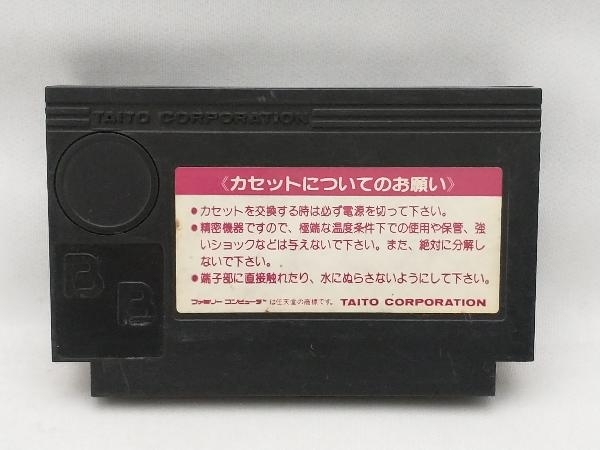 TAITO CORPORATION
《カセットについてのお願い》
●カセットを交換する時は必ず電源を切って下さい。
●精密機器ですので、極端な温度条件下での使用や保管、強
いショックなどは与えないで下さい。また、絶対に分解し
ないで下さい。
●端子部に直接触れたり、水にぬらさないようにして下さい。
ファミリー コンピュータ™は任天堂の商標です。 TAITO CORPORATION